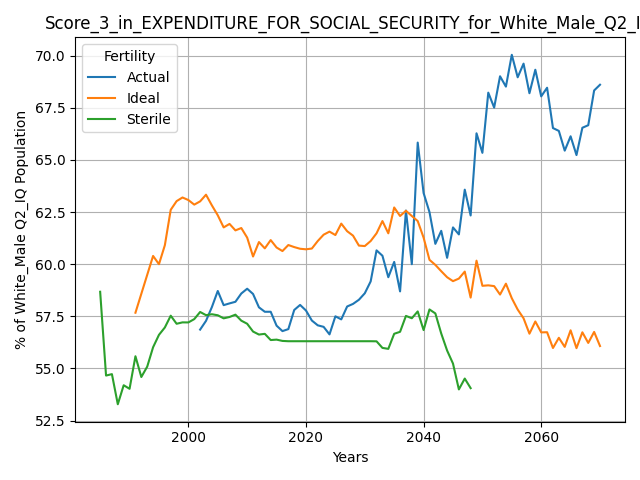 Score_3_in_EXPENDITURE_FOR_SOCIAL_SECURITY_for_White_Male_Q2_I
Fertility
Actual
Ideal
Sterile
% of White_Male Q2_IQ Population
70.0
67.5
65.0
62.5
60.0
57.5
55.0
52.5
2000
2020
2040
2060
Years